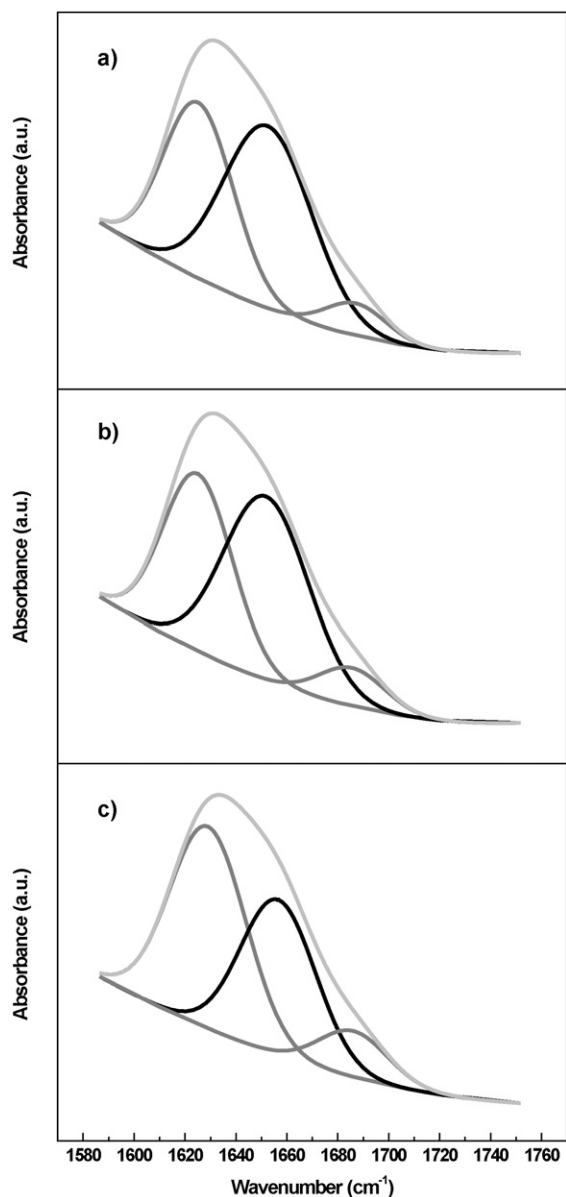 a)
Absorbance (a.u.)
b)
Absorbance (a.u.)
c)
Absorbance (a.u.)
1580 1600 1620 1640 1660 1680 1700 1720 1740 1760
Wavenumber (cm⁻¹)